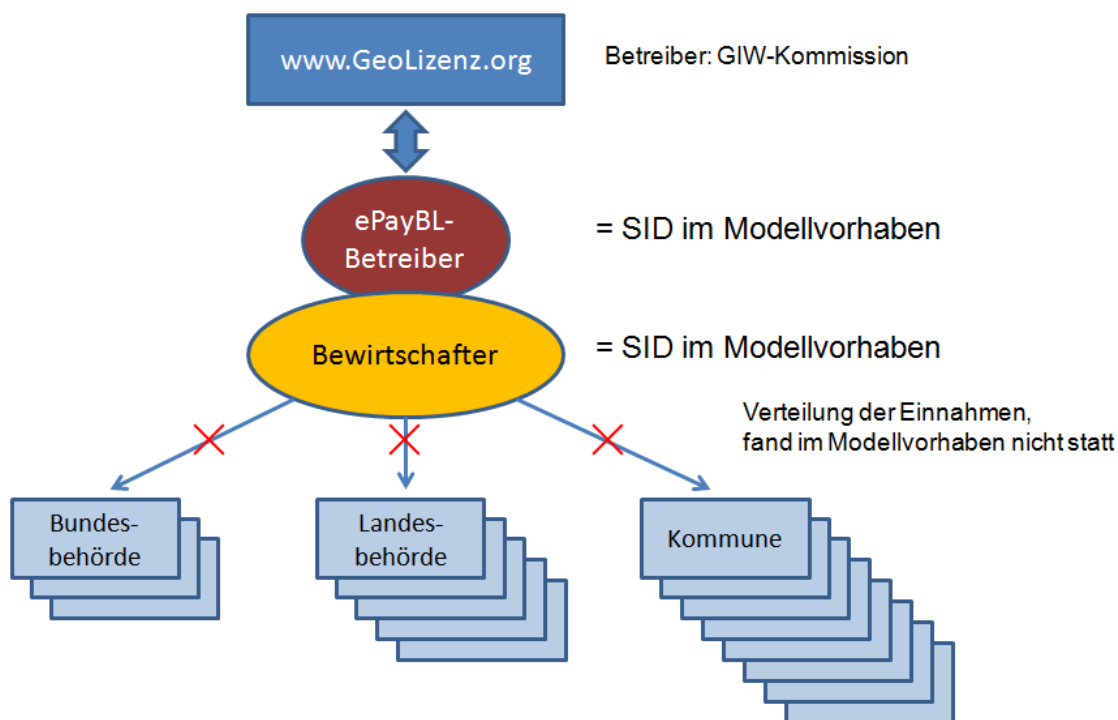 www.GeoLizenz.org
Betreiber: GIW-Kommission
ePayBL-
Betreiber
= SID im Modellvorhaben
Bewirtschafter
= SID im Modellvorhaben
Verteilung der Einnahmen,
fand im Modellvorhaben nicht statt
Bundes-
behörde
Landes-
behörde
Kommune